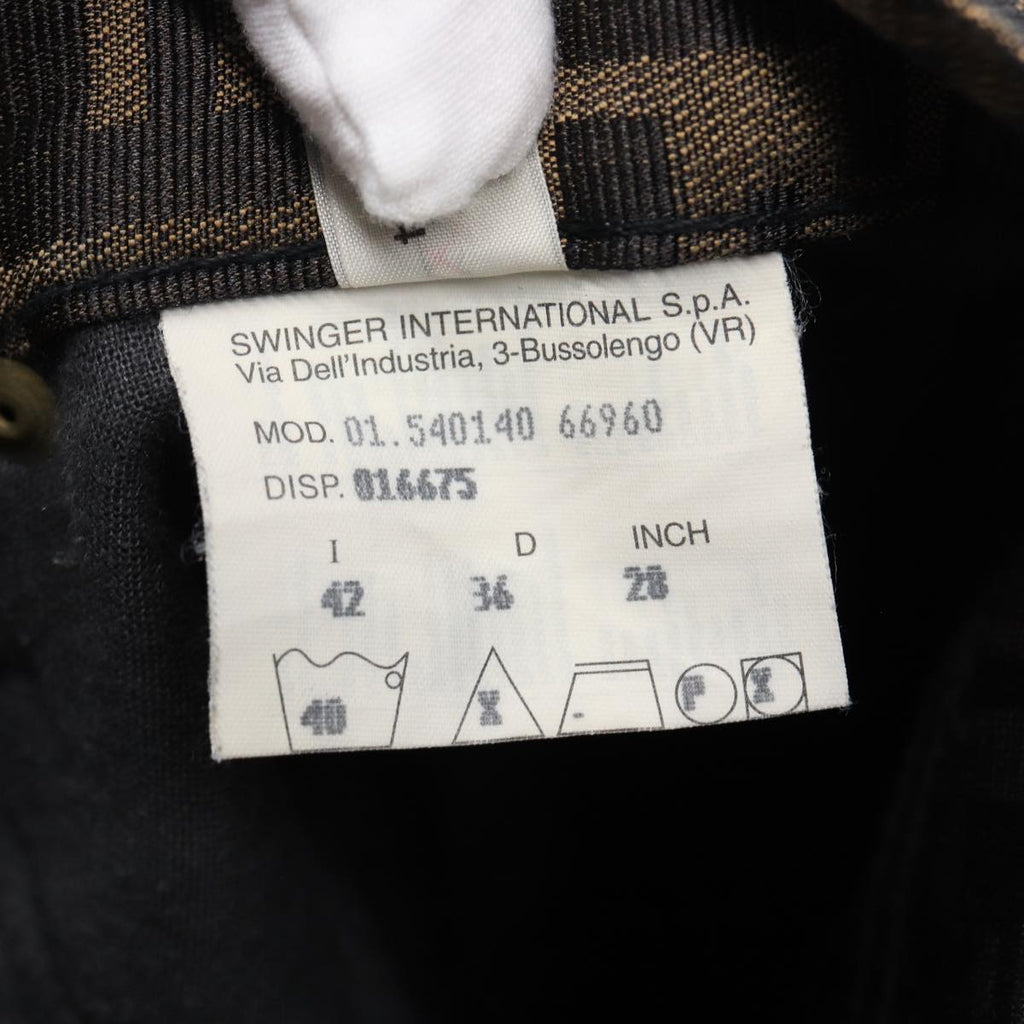 SWINGER INTERNATIONAL S.p.A.
Via Dell'Industria, 3-Bussolengo (VR)
MOD. 01.540140 66960
DISP. 016675
I D INCH
42 36 28
40 X P X